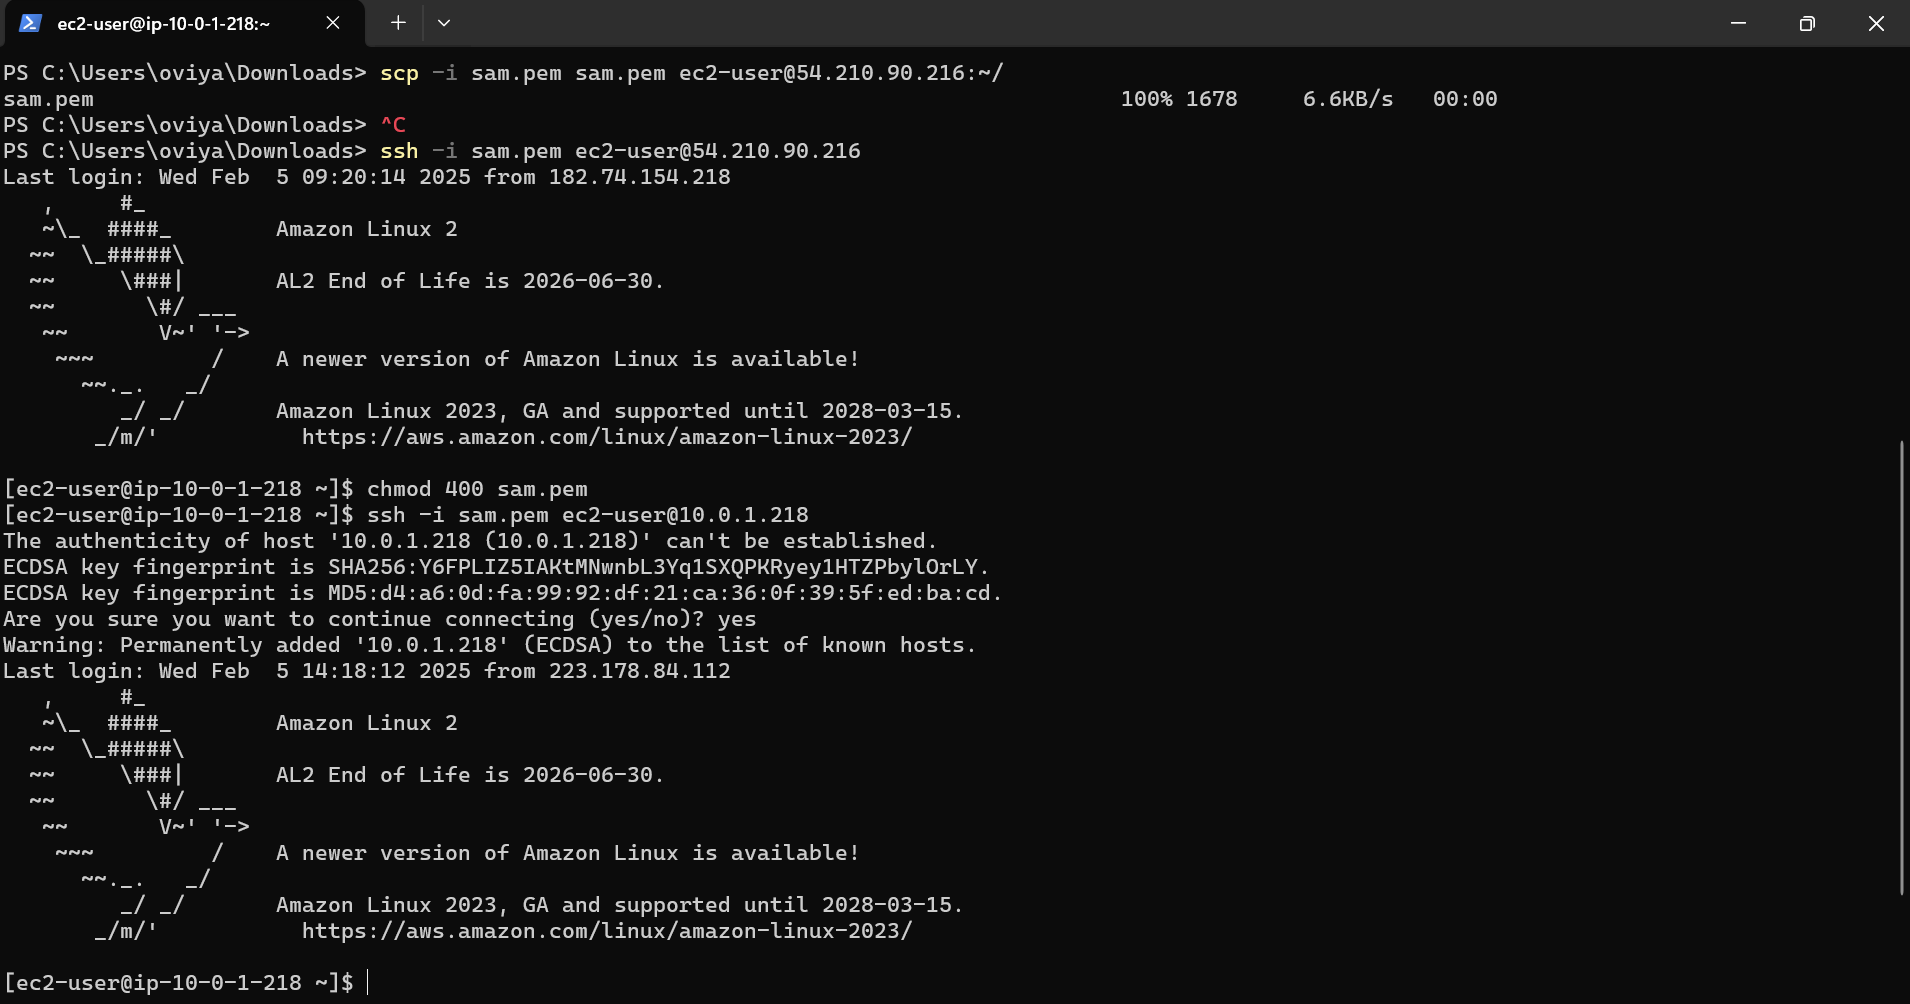 ec2-user@ip-10-0-1-218:~
PS C:\Users\oviya\Downloads> scp -i sam.pem sam.pem ec2-user@54.210.90.216:~/
sam.pem                                                                               100% 1678     6.6KB/s   00:00
PS C:\Users\oviya\Downloads> ^C
PS C:\Users\oviya\Downloads> ssh -i sam.pem ec2-user@54.210.90.216
Last login: Wed Feb  5 09:20:14 2025 from 182.74.154.218
   ,     #_
   ~\_  ####_        Amazon Linux 2
  ~~  \_#####\
  ~~     \###|       AL2 End of Life is 2026-06-30.
  ~~       \#/ ___
   ~~       V~' '->
    ~~~         /    A newer version of Amazon Linux is available!
      ~~._.   _/
         _/ _/       Amazon Linux 2023, GA and supported until 2028-03-15.
       _/m/'           https://aws.amazon.com/linux/amazon-linux-2023/
[ec2-user@ip-10-0-1-218 ~]$ chmod 400 sam.pem
[ec2-user@ip-10-0-1-218 ~]$ ssh -i sam.pem ec2-user@10.0.1.218
The authenticity of host '10.0.1.218 (10.0.1.218)' can't be established.
ECDSA key fingerprint is SHA256:Y6FPLIZ5IAKtMNwnbL3Yq1SXQPKRyey1HTZPbylOrLY.
ECDSA key fingerprint is MD5:d4:a6:0d:fa:99:92:df:21:ca:36:0f:39:5f:ed:ba:cd.
Are you sure you want to continue connecting (yes/no)? yes
Warning: Permanently added '10.0.1.218' (ECDSA) to the list of known hosts.
Last login: Wed Feb  5 14:18:12 2025 from 223.178.84.112
   ,     #_
   ~\_  ####_        Amazon Linux 2
  ~~  \_#####\
  ~~     \###|       AL2 End of Life is 2026-06-30.
  ~~       \#/ ___
   ~~       V~' '->
    ~~~         /    A newer version of Amazon Linux is available!
      ~~._.   _/
         _/ _/       Amazon Linux 2023, GA and supported until 2028-03-15.
       _/m/'           https://aws.amazon.com/linux/amazon-linux-2023/
[ec2-user@ip-10-0-1-218 ~]$